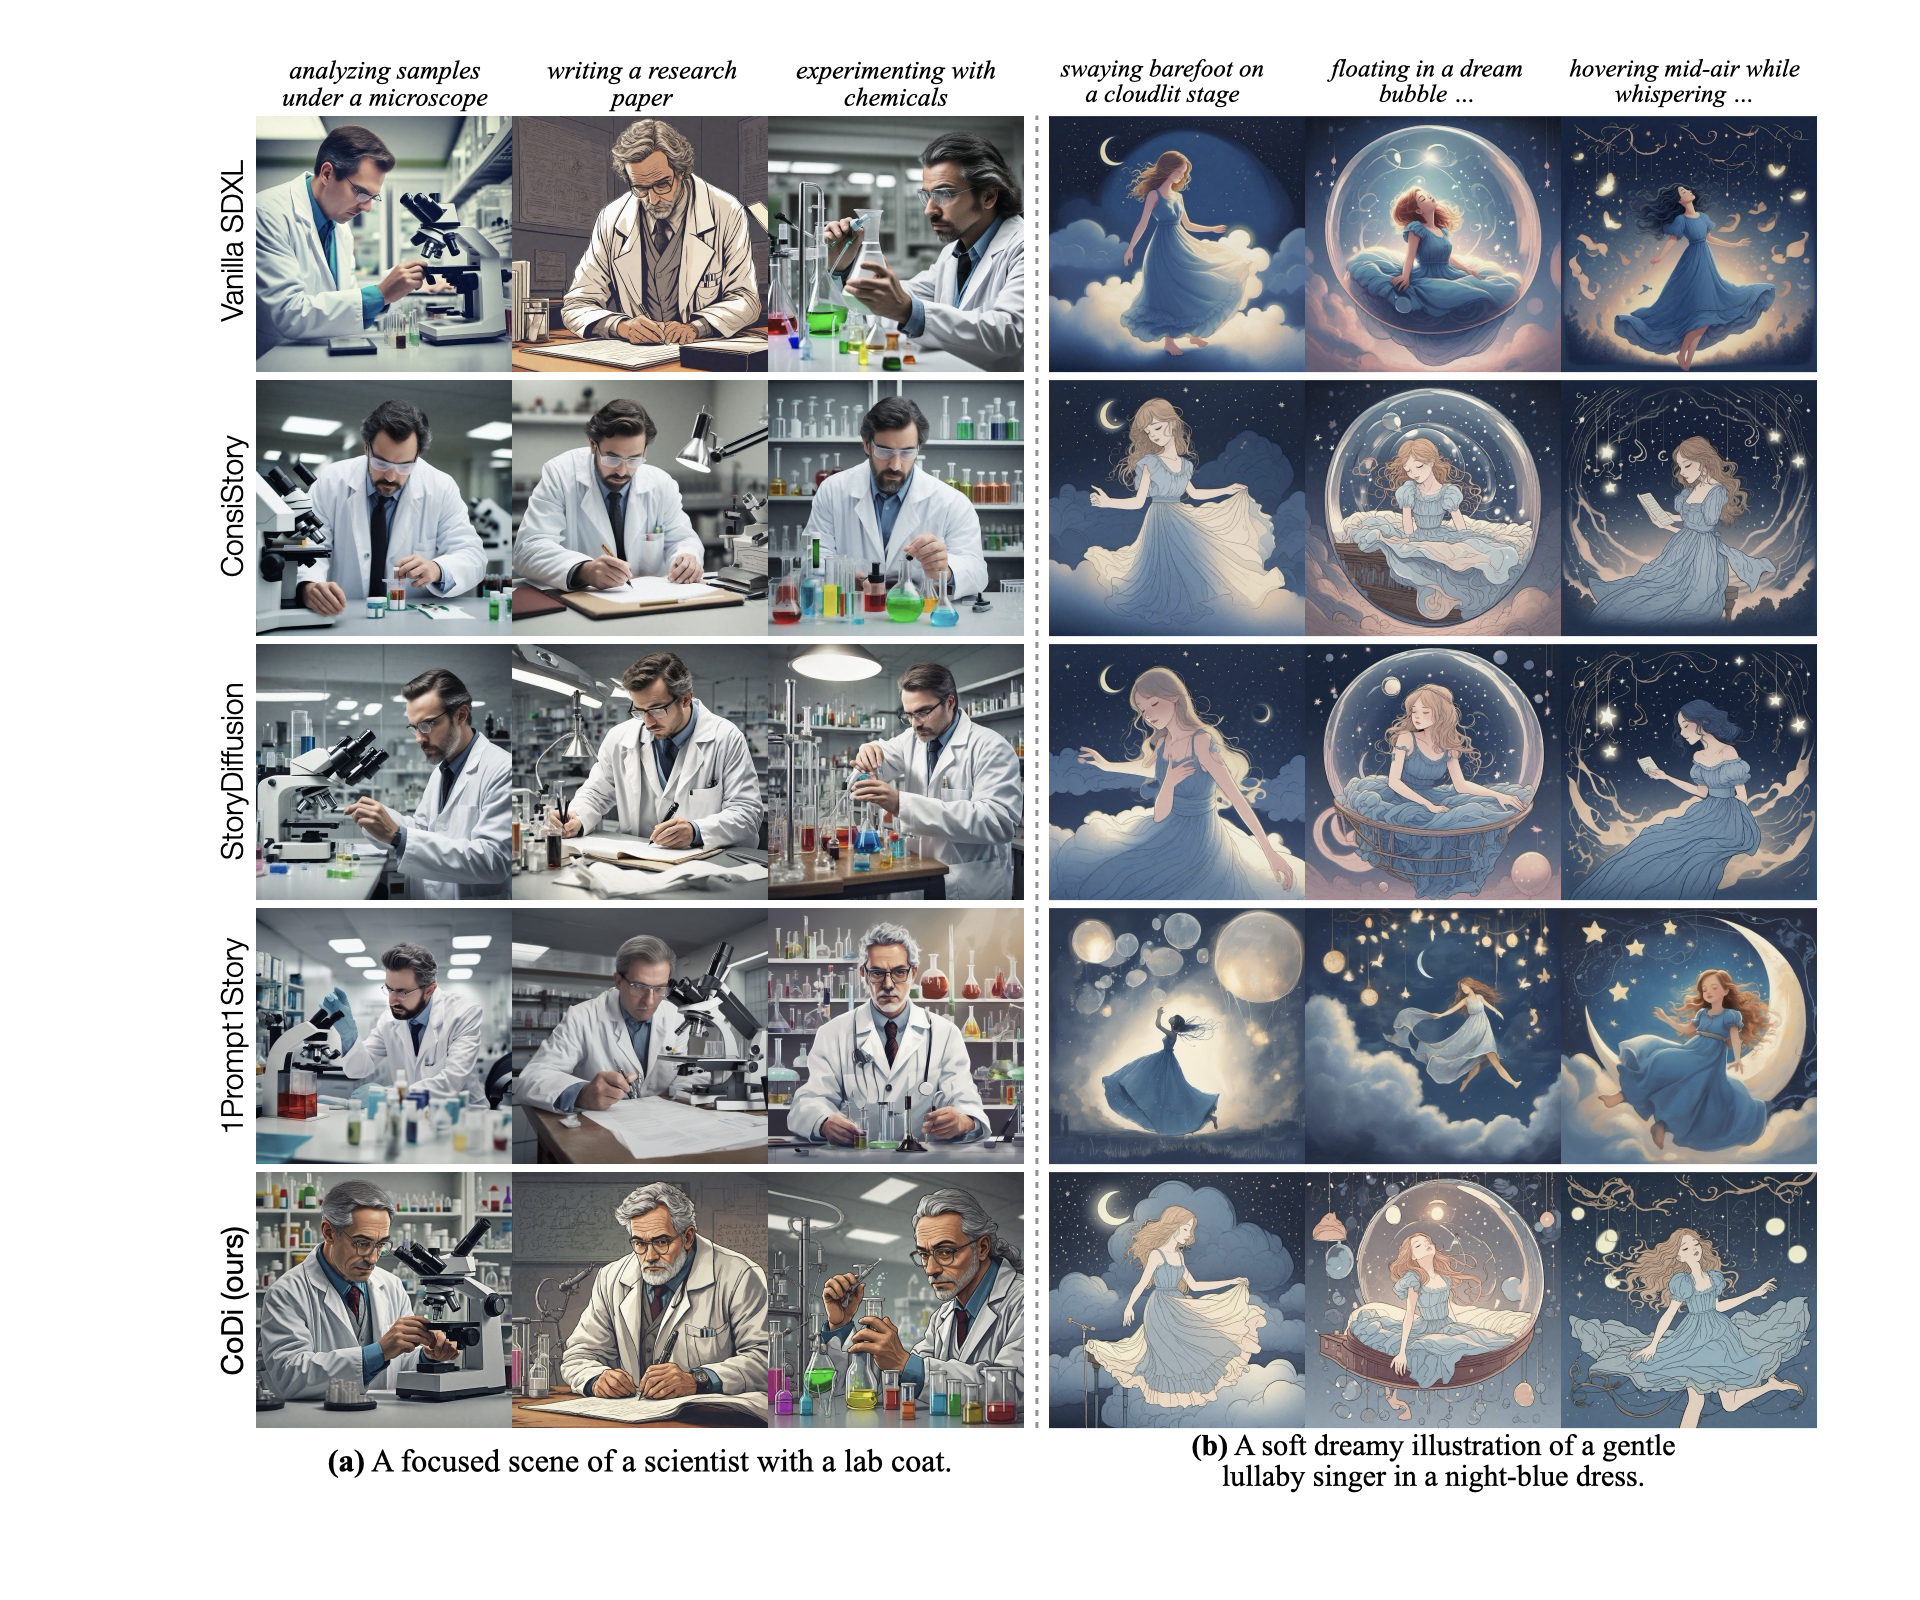 analyzing samples
under a microscope
writing a research
paper
experimenting with
chemicals
swaying barefoot on
a cloudlit stage
floating in a dream
bubble ...
hovering mid-air while
whispering ...
Vanilla SDXL
ConsiStory
StoryDiffusion
1Prompt1Story
CoDi (ours)
(a) A focused scene of a scientist with a lab coat.
(b) A soft dreamy illustration of a gentle
lullaby singer in a night-blue dress.